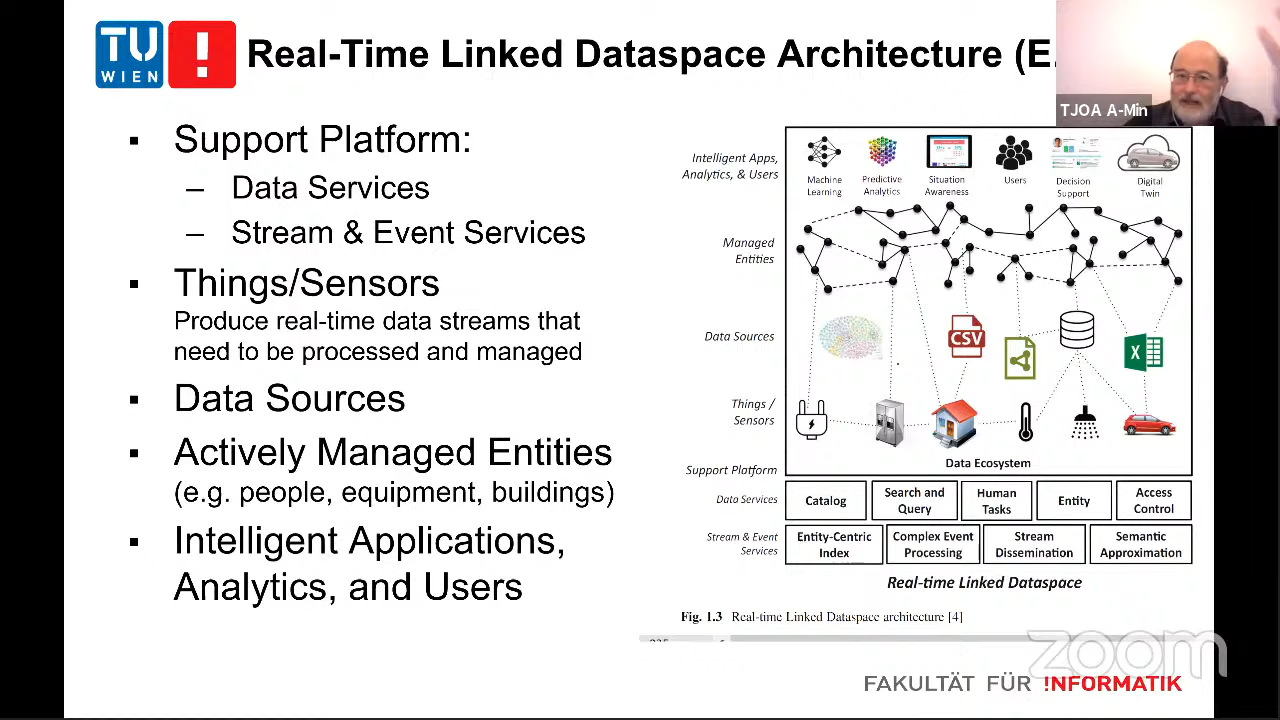 TU
WIEN
!
Real-Time Linked Dataspace Architecture (E.
TJOA A-Min
▪ Support Platform:
– Data Services
– Stream & Event Services
▪ Things/Sensors
Produce real-time data streams that
need to be processed and managed
▪ Data Sources
▪ Actively Managed Entities
(e.g. people, equipment, buildings)
▪ Intelligent Applications,
Analytics, and Users
Intelligent Apps,
Analytics, & Users
Machine
Learning
Predictive
Analytics
Situation
Awareness
Users
Decision
Support
Digital
Twin
Managed
Entities
Data Sources
CSV
X
Things /
Sensors
Data Ecosystem
Support Platform
Data Services
Catalog
Search and
Query
Human
Tasks
Entity
Access
Control
Stream & Event
Services
Entity-Centric
Index
Complex Event
Processing
Stream
Dissemination
Semantic
Approximation
Real-time Linked Dataspace
Fig. 1.3 Real-time Linked Dataspace architecture [4]
zoom
FAKULTÄT FÜR !NFORMATIK